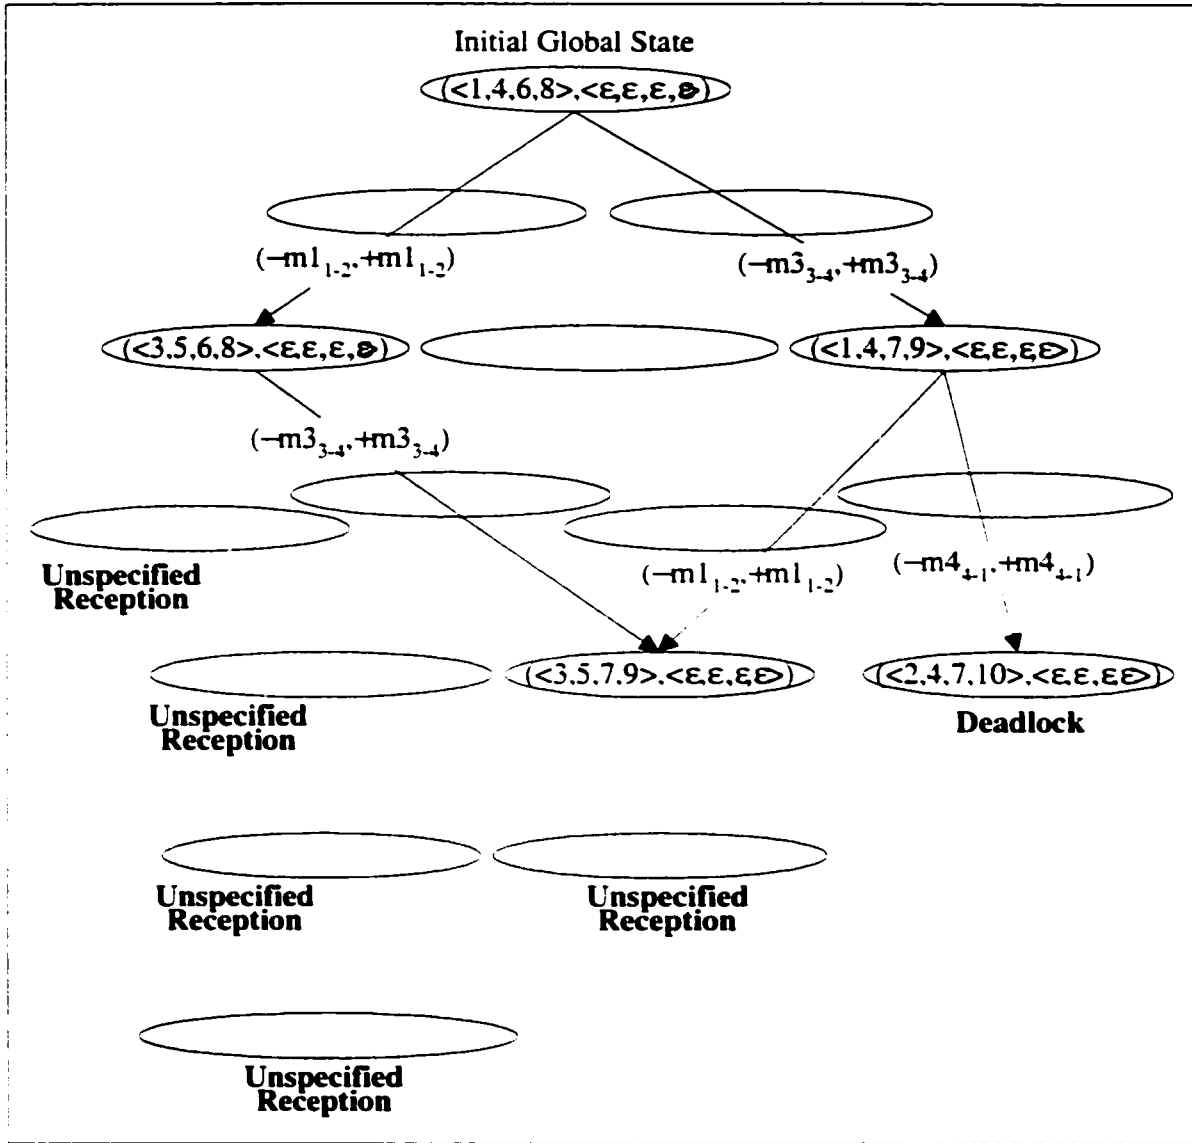 Initial Global State
(<1,4,6,8>,<ε,ε,ε,ε>)
(−m1₁₋₂,+m1₁₋₂)
(−m3₃₋₄,+m3₃₋₄)
(<3,5,6,8>,<ε,ε,ε,ε>)
(<1,4,7,9>,<ε,ε,ε,ε>)
(−m3₃₋₄,+m3₃₋₄)
Unspecified
Reception
(−m1₁₋₂,+m1₁₋₂)
(−m4₄₋₁,+m4₄₋₁)
(<3,5,7,9>,<ε,ε,ε,ε>)
(<2,4,7,10>,<ε,ε,ε,ε>)
Unspecified
Reception
Deadlock
Unspecified
Reception
Unspecified
Reception
Unspecified
Reception